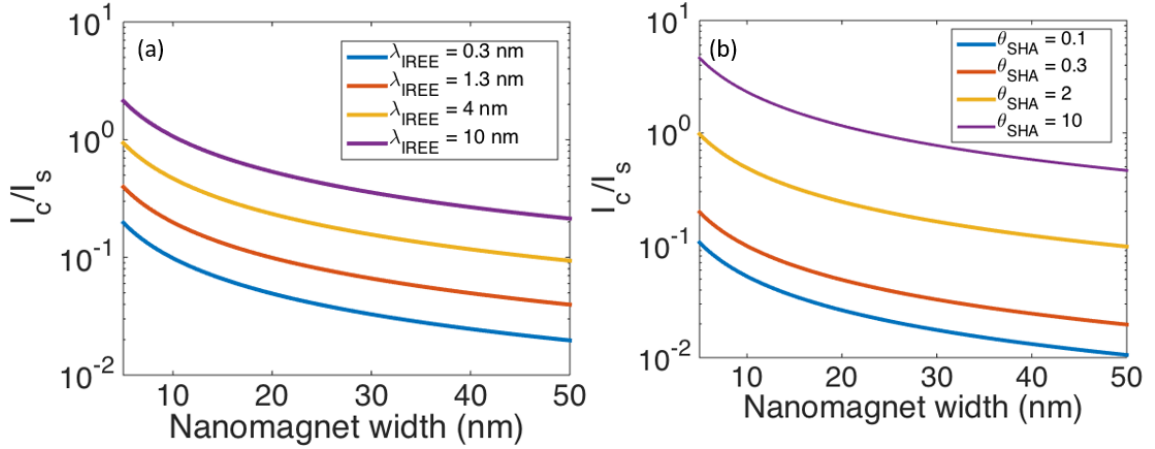 (a)
λ_IREE = 0.3 nm
λ_IREE = 1.3 nm
λ_IREE = 4 nm
λ_IREE = 10 nm
10^1
10^0
10^-1
10^-2
I_c/I_s
10 20 30 40 50
Nanomagnet width (nm)
(b)
θ_SHA = 0.1
θ_SHA = 0.3
θ_SHA = 2
θ_SHA = 10
10^1
10^0
10^-1
10^-2
I_c/I_s
10 20 30 40 50
Nanomagnet width (nm)